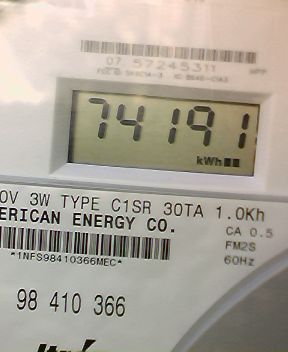 07 57245311
74191
kWh
0V 3W TYPE C1SR 30TA 1.0Kh
ERICAN ENERGY CO.
CA 0.5
FM2S
60Hz
*1NFS98410366MEC*
98 410 366